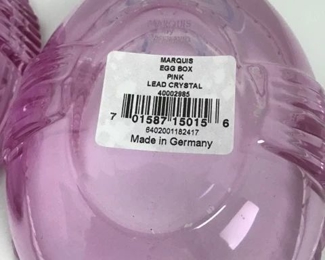 MARQUIS
EGG BOX
PINK
LEAD CRYSTAL
40002985
7 01587 15015 6
6402001182417
Made in Germany